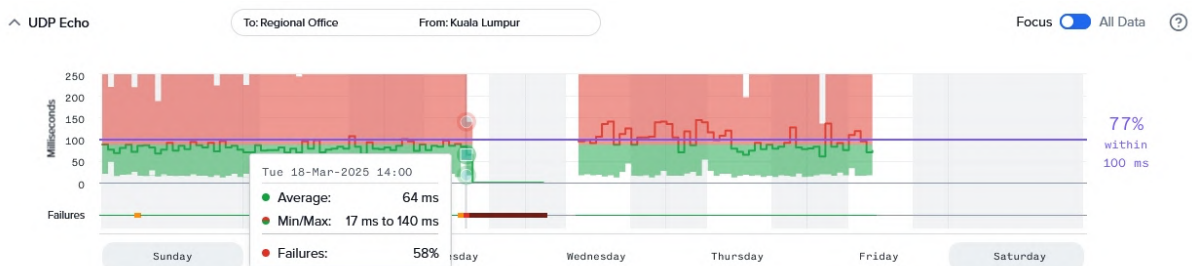 UDP Echo
To: Regional Office From: Kuala Lumpur
Focus All Data ?
Milliseconds
250
200
150
100
50
0
77%
within
100 ms
Tue 18-Mar-2025 14:00
Average: 64 ms
Min/Max: 17 ms to 140 ms
Failures: 58%
Failures
Sunday sday Wednesday Thursday Friday Saturday